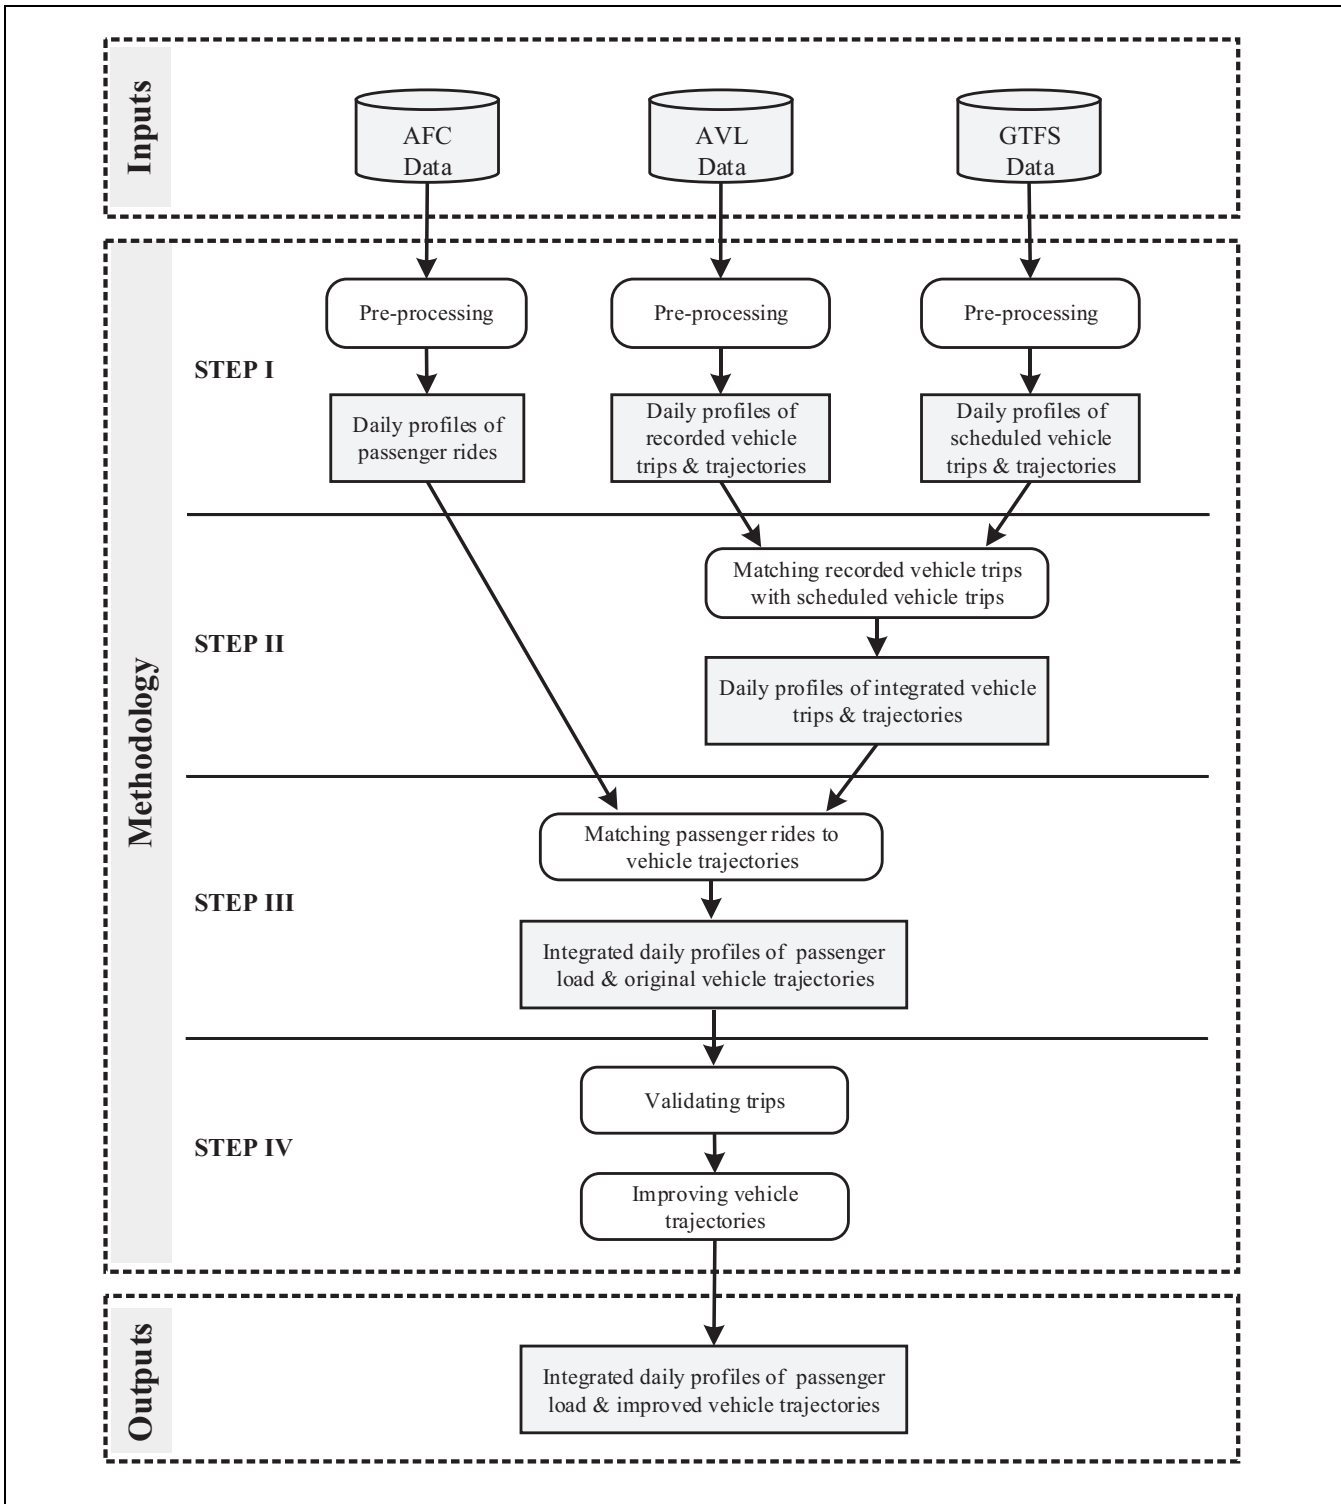 Inputs
AFC
Data
AVL
Data
GTFS
Data
Methodology
STEP I
Pre-processing
Pre-processing
Pre-processing
Daily profiles of
passenger rides
Daily profiles of
recorded vehicle
trips & trajectories
Daily profiles of
scheduled vehicle
trips & trajectories
STEP II
Matching recorded vehicle trips
with scheduled vehicle trips
Daily profiles of integrated vehicle
trips & trajectories
STEP III
Matching passenger rides to
vehicle trajectories
Integrated daily profiles of passenger
load & original vehicle trajectories
STEP IV
Validating trips
Improving vehicle
trajectories
Outputs
Integrated daily profiles of passenger
load & improved vehicle trajectories